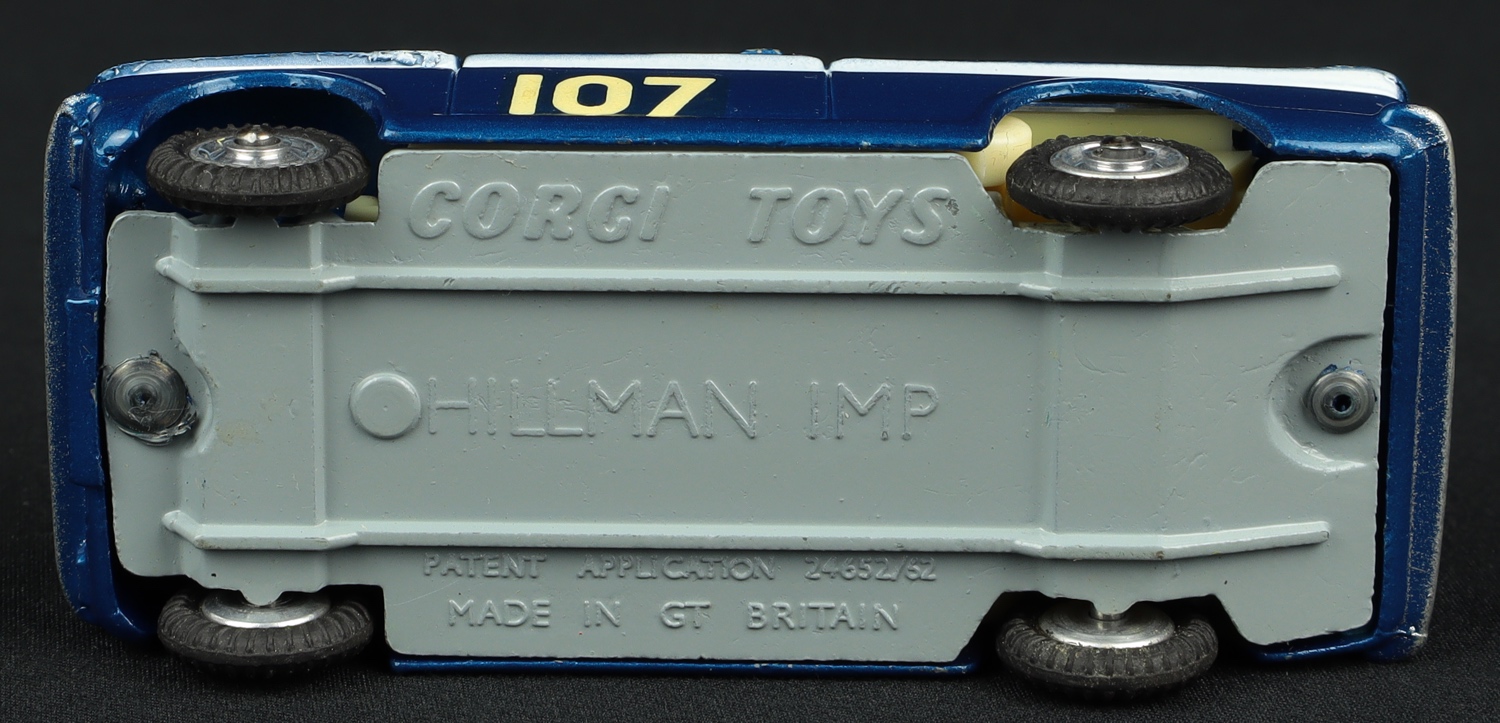 107
CORGI TOYS
HILLMAN IMP
PATENT APPLICATION 24652/62
MADE IN GT BRITAIN